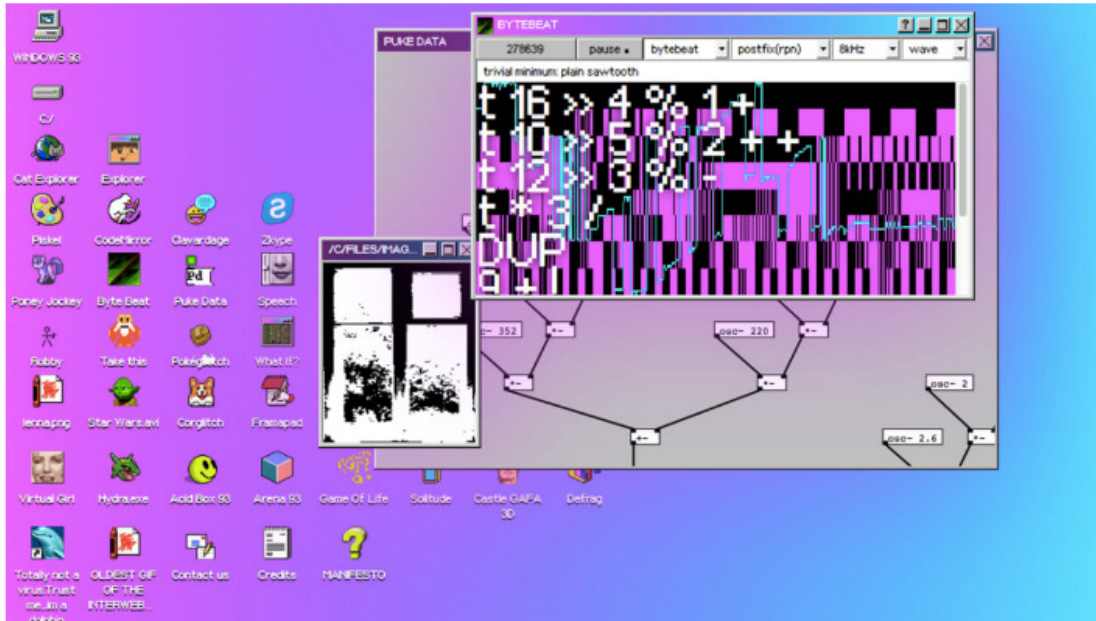 WINDOWS 93
C:/
Cat Explorer
Explorer
Piskel
CodeMirror
Clavardage
Zkype
Poney Jockey
Byte Beat
Puke Data
Speech
Robby
Take this
Pokéglitch
What If?
lenna.png
Star Wars.avi
Corglitch
Framapad
Virtual Girl
Hydra.exe
Acid Box 93
Arena 93
Game Of Life
Solitude
Castle GAFA
3D
Defrag
Totally not a
virus.Trust
me..im a
dolphin
OLDEST GIF
OF THE
INTERWEB...
Contact us
Credits
MANIFESTO
/C/FILES/IMAG...
PUKE DATA
osc~ 352
*~
osc~ 220
*~
*~
*~
osc~ 2
+~
osc~ 2.6
*~
BYTEBEAT
278639
pause
bytebeat
postfix(rpn)
8kHz
wave
trivial minimum: plain sawtooth
t 16 >> 4 % 1 +
t 10 >> 5 % 2 + +
t 12 >> 3 % -
t * 3 /
DUP